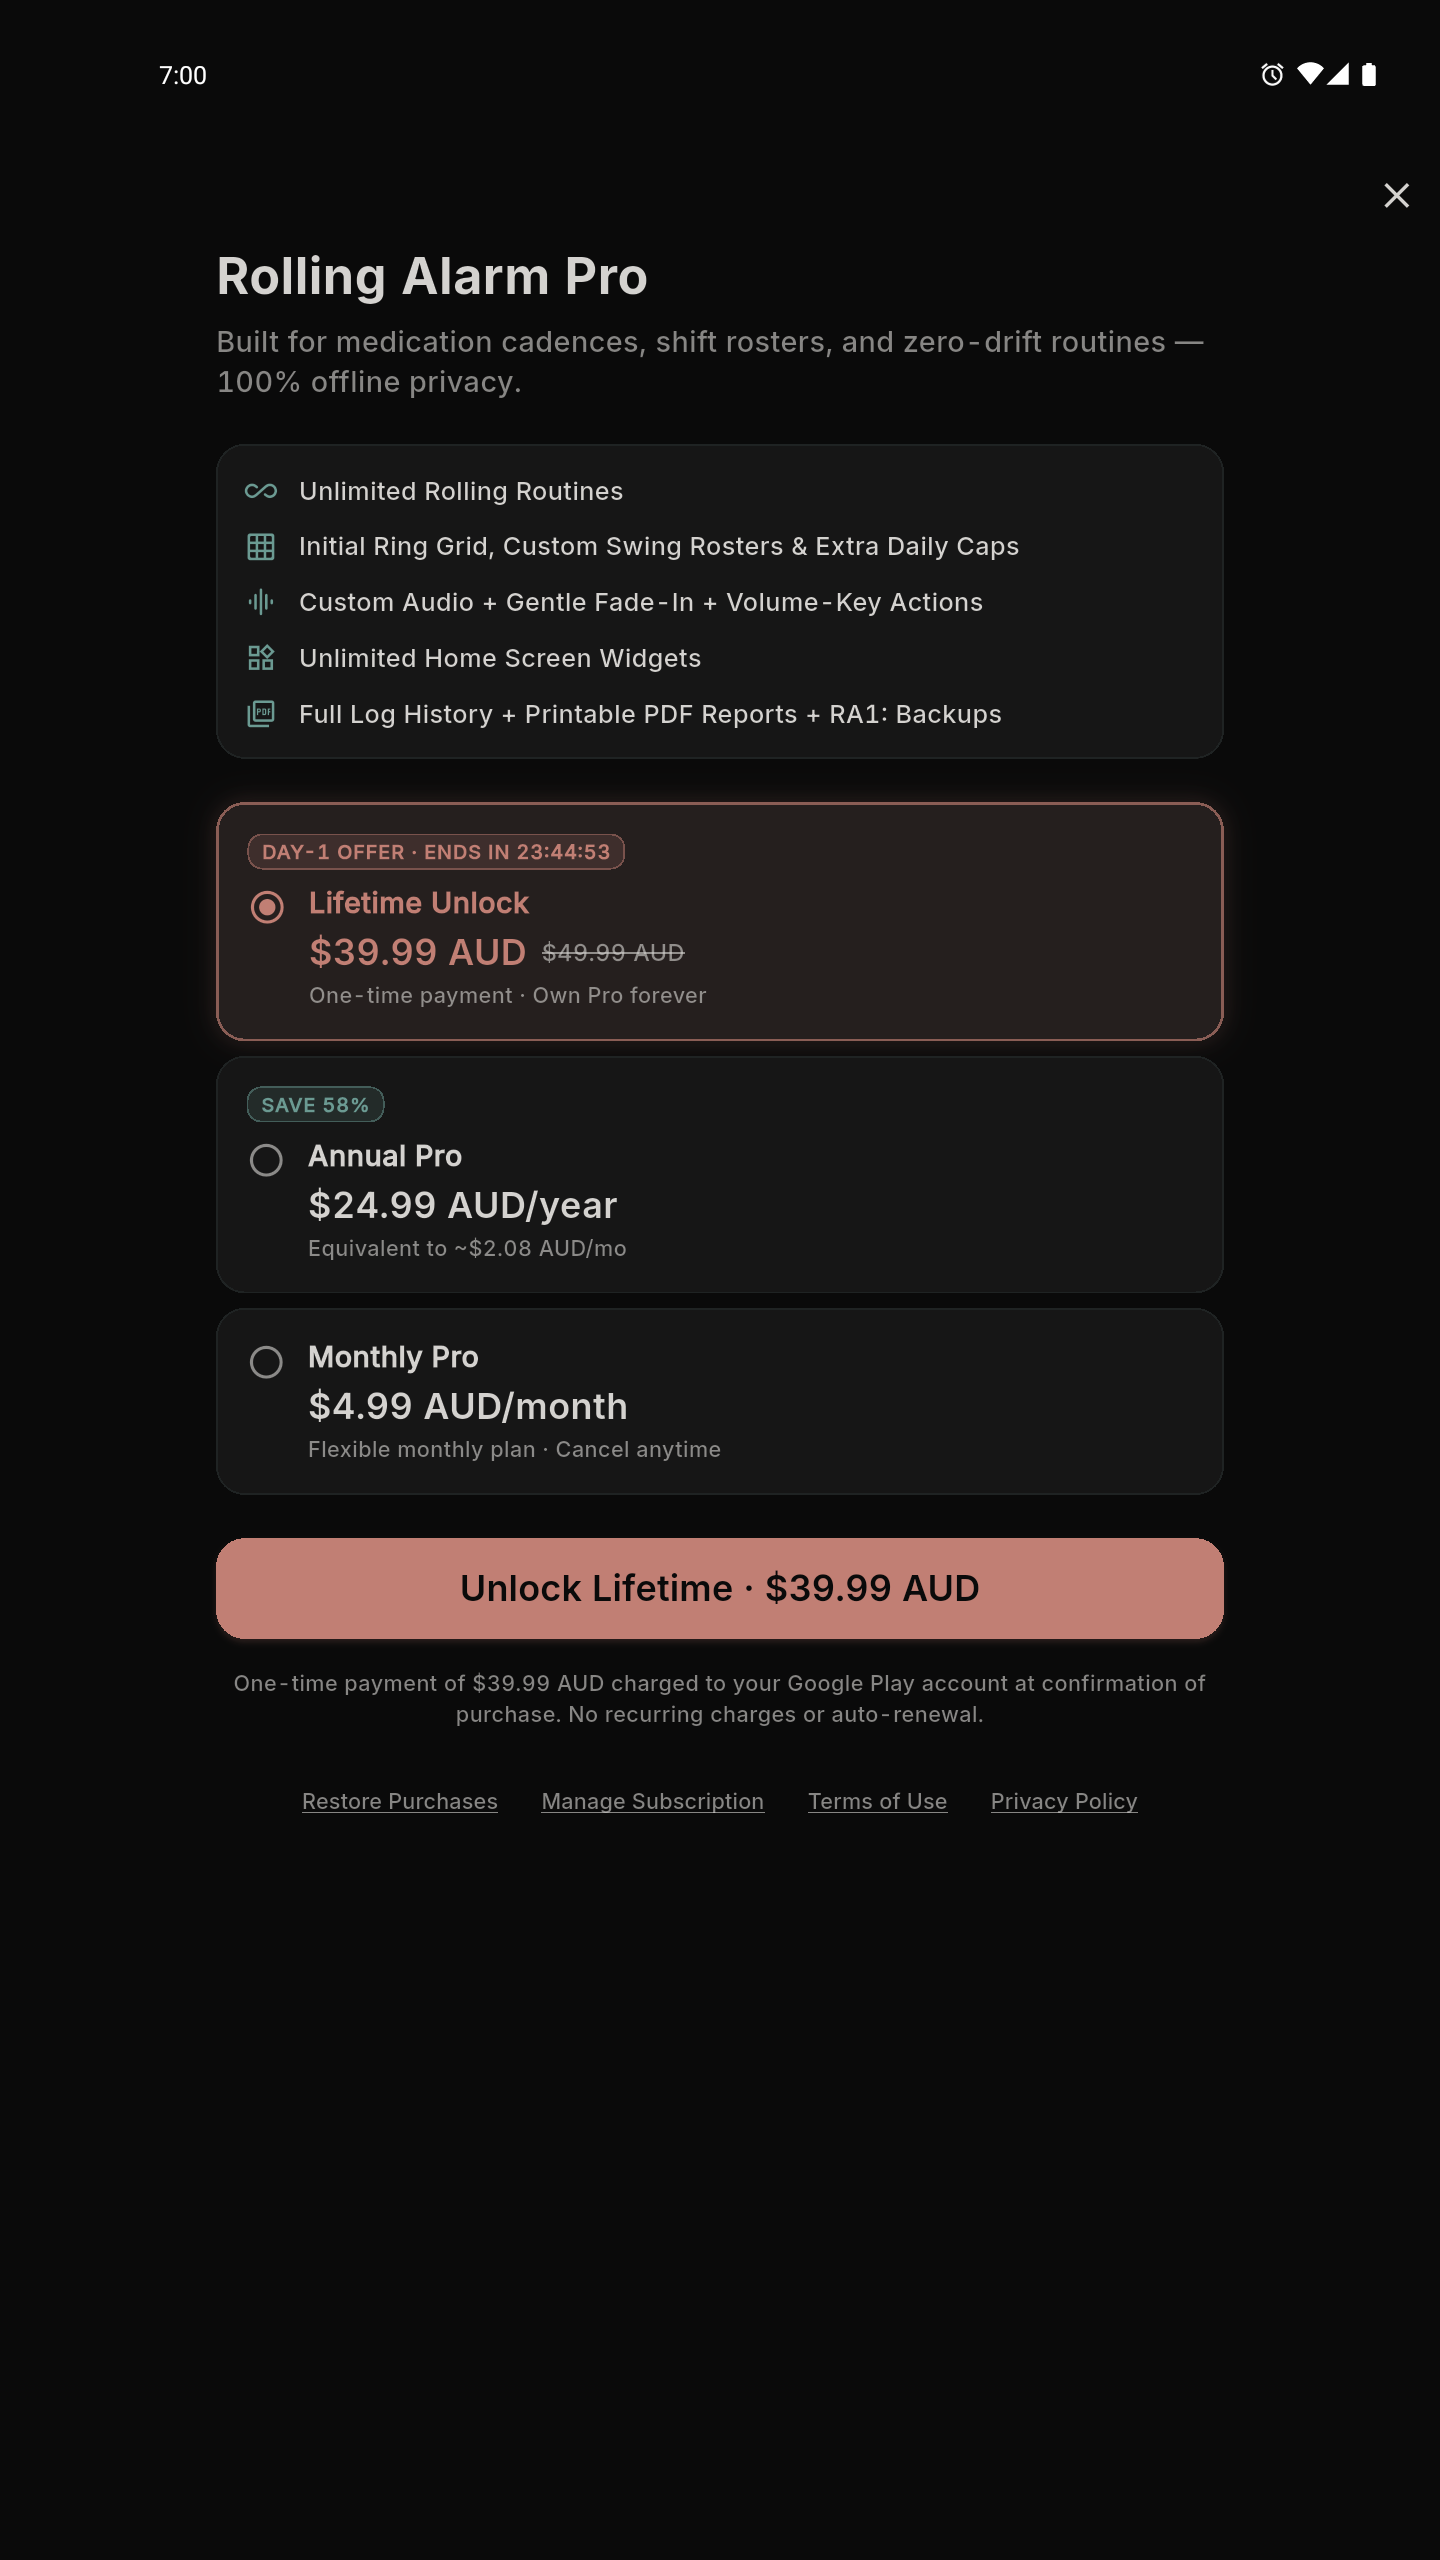 7:00
Rolling Alarm Pro
Built for medication cadences, shift rosters, and zero-drift routines —
100% offline privacy.
Unlimited Rolling Routines
Initial Ring Grid, Custom Swing Rosters & Extra Daily Caps
Custom Audio + Gentle Fade-In + Volume-Key Actions
Unlimited Home Screen Widgets
PDF
Full Log History + Printable PDF Reports + RA1: Backups
DAY-1 OFFER · ENDS IN 23:44:53
Lifetime Unlock
$39.99 AUD $49.99 AUD
One-time payment · Own Pro forever
SAVE 58%
Annual Pro
$24.99 AUD/year
Equivalent to ~$2.08 AUD/mo
Monthly Pro
$4.99 AUD/month
Flexible monthly plan · Cancel anytime
Unlock Lifetime · $39.99 AUD
One-time payment of $39.99 AUD charged to your Google Play account at confirmation of
purchase. No recurring charges or auto-renewal.
Restore Purchases Manage Subscription Terms of Use Privacy Policy